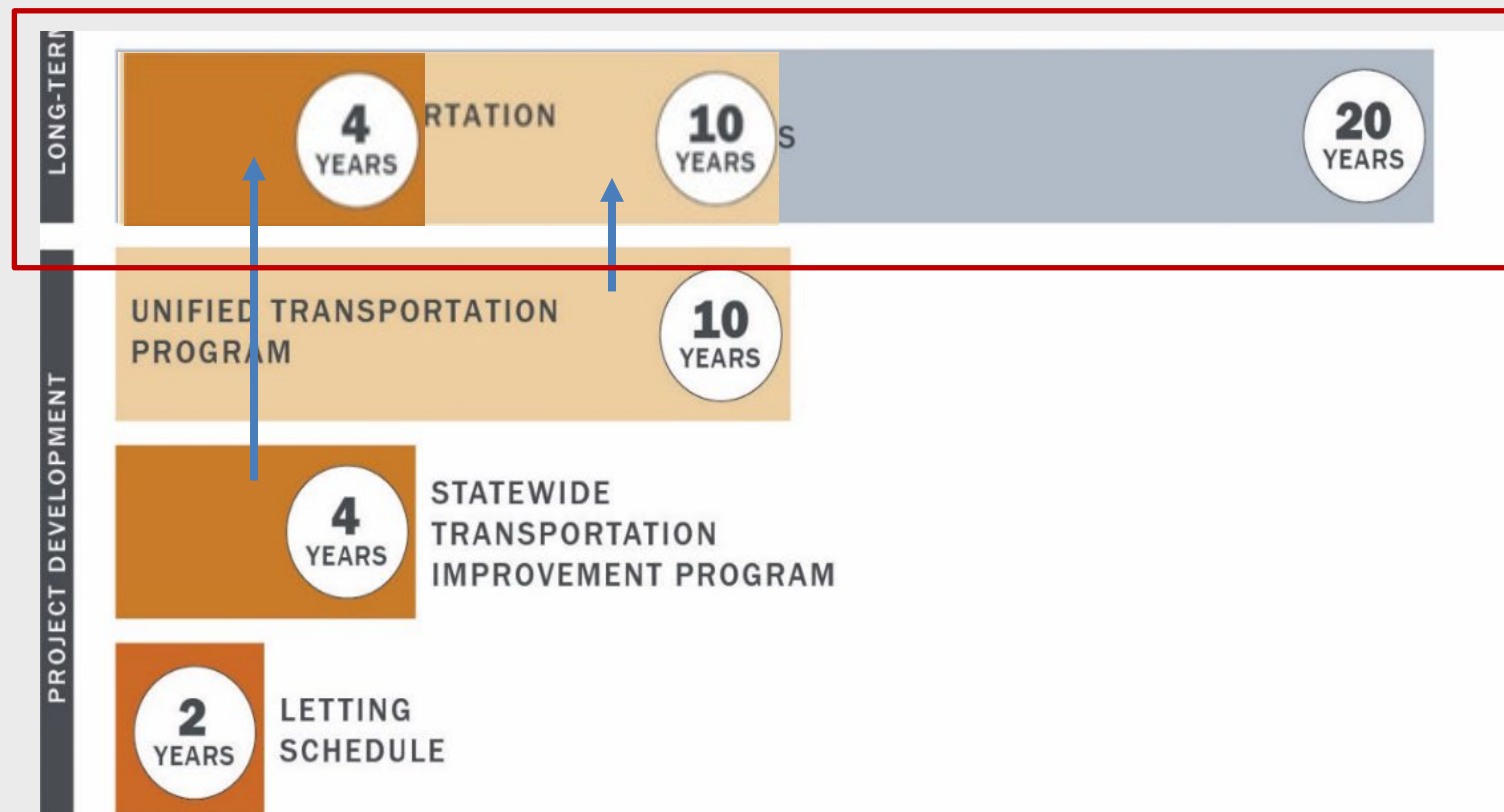 LONG-TERM
4
YEARS
RTATION
10
YEARS
S
20
YEARS
PROJECT DEVELOPMENT
UNIFIED TRANSPORTATION
PROGRAM
10
YEARS
4
YEARS
STATEWIDE
TRANSPORTATION
IMPROVEMENT PROGRAM
2
YEARS
LETTING
SCHEDULE